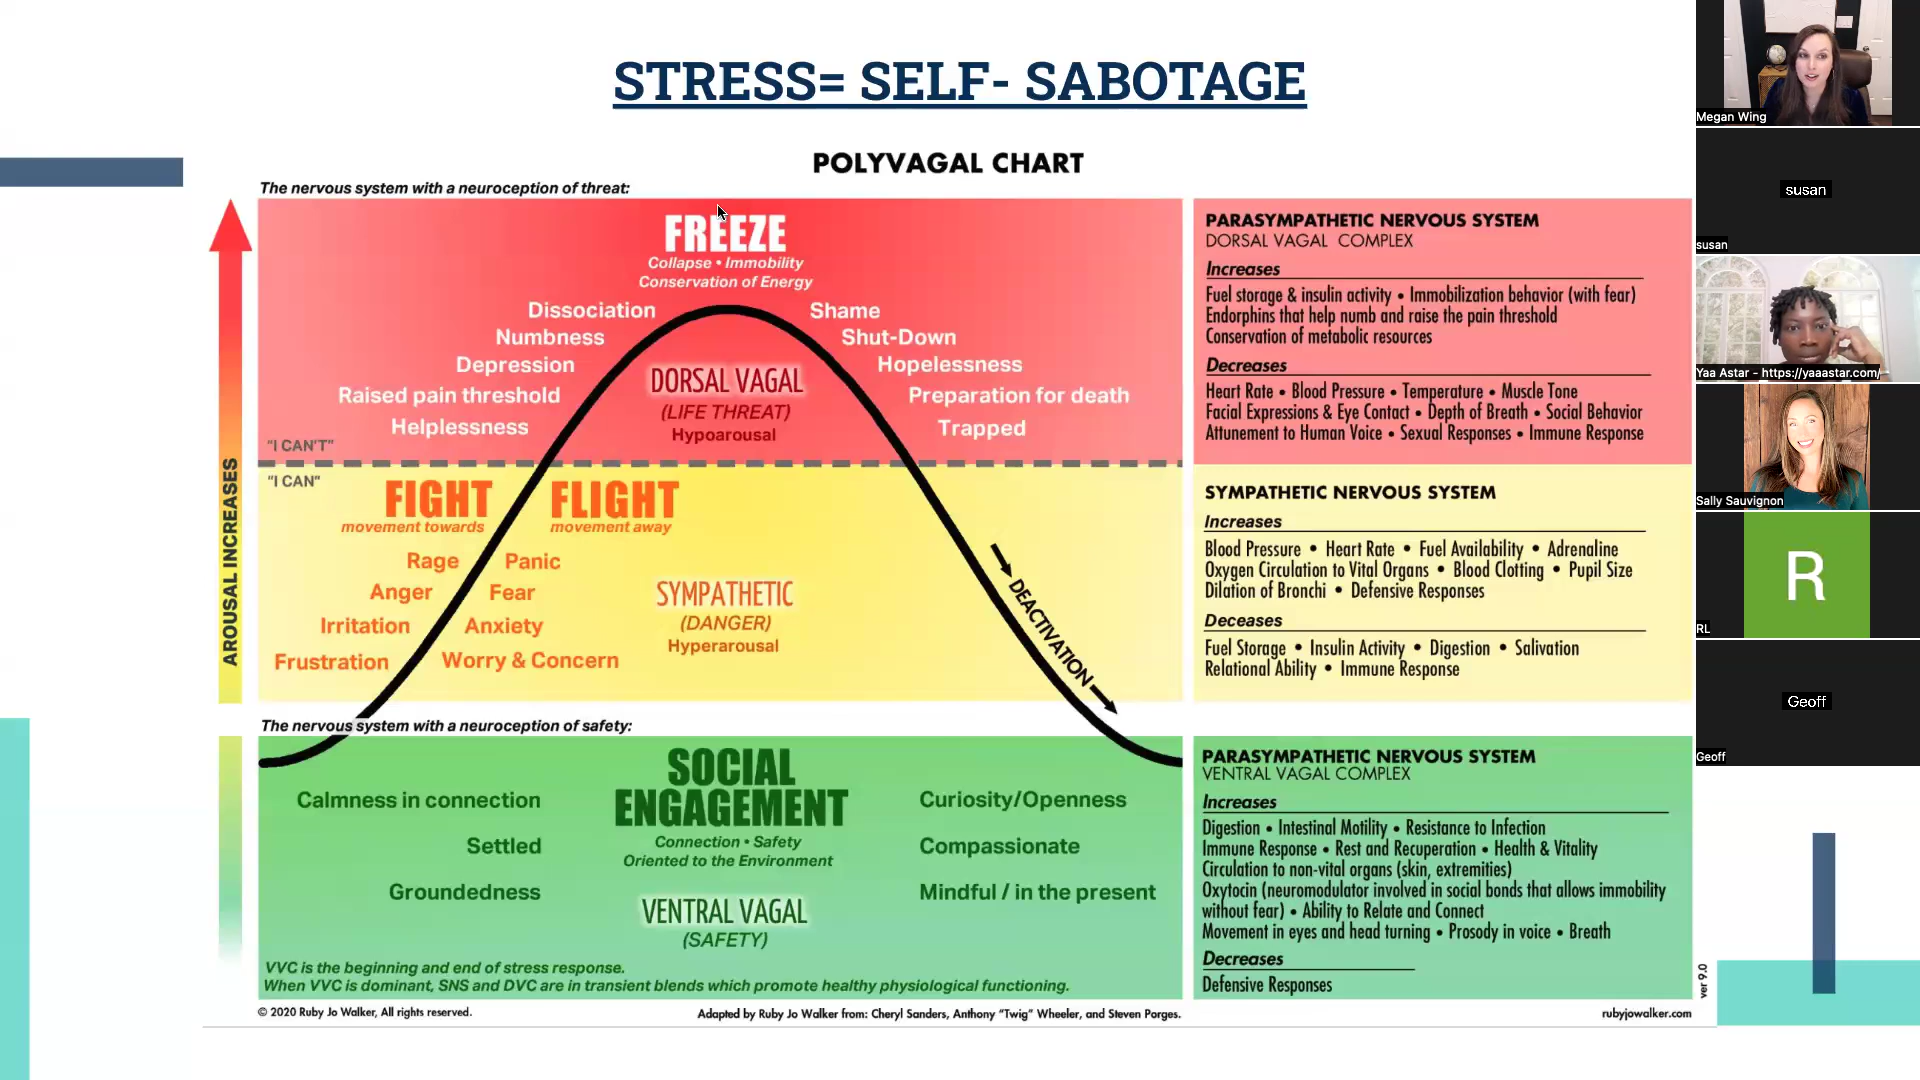 STRESS= SELF- SABOTAGE
POLYVAGAL CHART
The nervous system with a neuroception of threat:
FREEZE
Collapse • Immobility
Conservation of Energy
Dissociation
Numbness
Depression
Raised pain threshold
Helplessness
Shame
Shut-Down
Hopelessness
Preparation for death
Trapped
DORSAL VAGAL
(LIFE THREAT)
Hypoarousal
"I CAN'T"
"I CAN"
AROUSAL INCREASES
FIGHT
movement towards
FLIGHT
movement away
Rage
Anger
Irritation
Frustration
Panic
Fear
Anxiety
Worry & Concern
SYMPATHETIC
(DANGER)
Hyperarousal
DEACTIVATION
The nervous system with a neuroception of safety:
SOCIAL
ENGAGEMENT
Connection • Safety
Oriented to the Environment
Calmness in connection
Settled
Groundedness
Curiosity/Openness
Compassionate
Mindful / in the present
VENTRAL VAGAL
(SAFETY)
VVC is the beginning and end of stress response.
When VVC is dominant, SNS and DVC are in transient blends which promote healthy physiological functioning.
PARASYMPATHETIC NERVOUS SYSTEM
DORSAL VAGAL COMPLEX
Increases
Fuel storage & insulin activity • Immobilization behavior (with fear)
Endorphins that help numb and raise the pain threshold
Conservation of metabolic resources
Decreases
Heart Rate • Blood Pressure • Temperature • Muscle Tone
Facial Expressions & Eye Contact • Depth of Breath • Social Behavior
Attunement to Human Voice • Sexual Responses • Immune Response
SYMPATHETIC NERVOUS SYSTEM
Increases
Blood Pressure • Heart Rate • Fuel Availability • Adrenaline
Oxygen Circulation to Vital Organs • Blood Clotting • Pupil Size
Dilation of Bronchi • Defensive Responses
Deceases
Fuel Storage • Insulin Activity • Digestion • Salivation
Relational Ability • Immune Response
PARASYMPATHETIC NERVOUS SYSTEM
VENTRAL VAGAL COMPLEX
Increases
Digestion • Intestinal Motility • Resistance to Infection
Immune Response • Rest and Recuperation • Health & Vitality
Circulation to non-vital organs (skin, extremities)
Oxytocin (neuromodulator involved in social bonds that allows immobility
without fear) • Ability to Relate and Connect
Movement in eyes and head turning • Prosody in voice • Breath
Decreases
Defensive Responses
ver 9.0
© 2020 Ruby Jo Walker, All rights reserved.
Adapted by Ruby Jo Walker from: Cheryl Sanders, Anthony "Twig" Wheeler, and Steven Porges.
rubyjowalker.com
Megan Wing
susan
susan
Yaa Astar - https://yaaastar.com/
Sally Sauvignon
R
RL
Geoff
Geoff